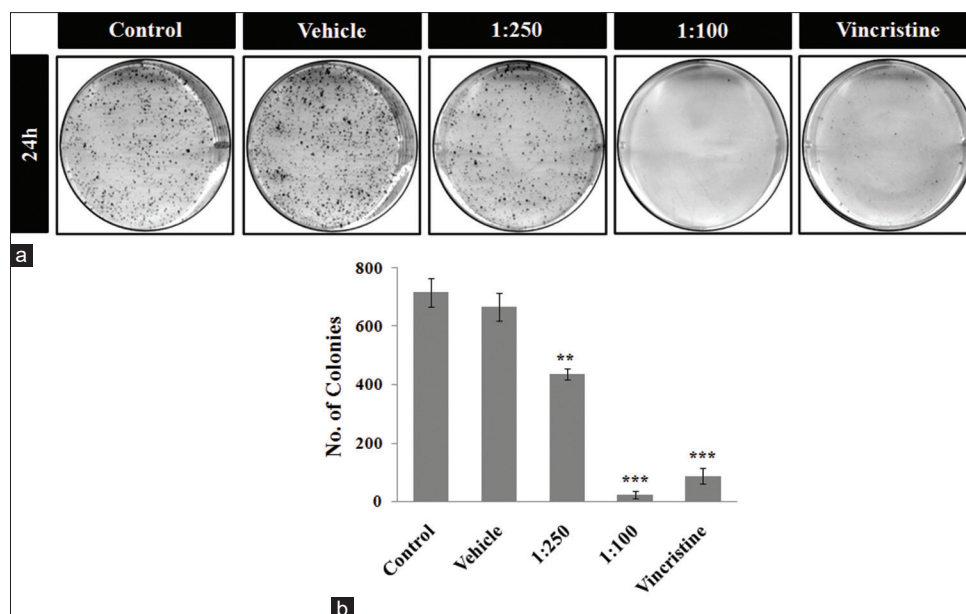 Control Vehicle 1:250 1:100 Vincristine
24h
a
800
600
400
200
0
No. of Colonies
**
***
***
Control Vehicle 1:250 1:100 Vincristine
b